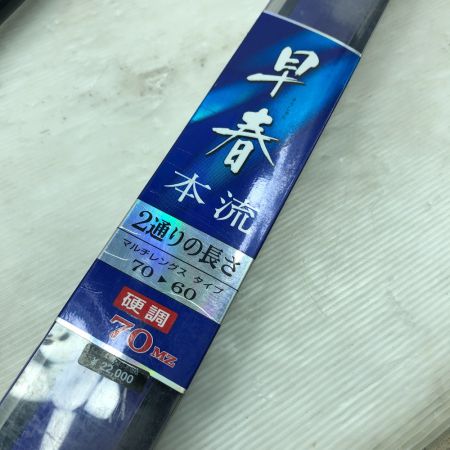 早春
本流
2通りの長さ
マルチレングス タイプ
70▶60
硬調
70MZ
¥22,000